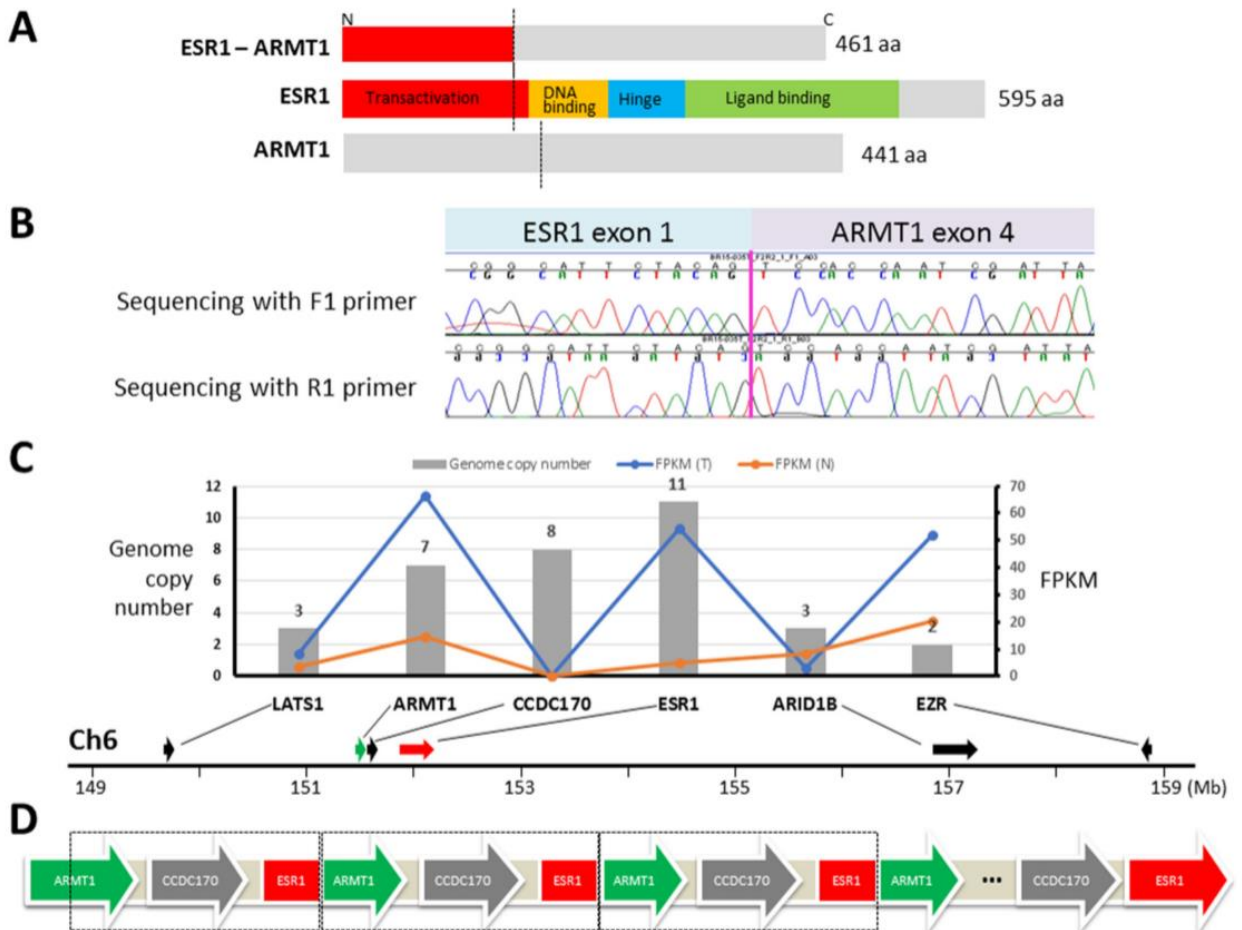 A
N C
ESR1 – ARMT1 461 aa
ESR1 Transactivation DNA binding Hinge Ligand binding 595 aa
ARMT1 441 aa
B
ESR1 exon 1 ARMT1 exon 4
Sequencing with F1 primer
C G G C A T T C T A C A G T C C A C C A A T C G A T T A
Sequencing with R1 primer
C
Genome copy number FPKM (T) FPKM (N)
12 70
11
60
10
50
8 8
7
40
Genome copy number FPKM
6
30
4
3 3
20
2 2
10
0 0
LATS1 ARMT1 CCDC170 ESR1 ARID1B EZR
Ch6
149 151 153 155 157 159 (Mb)
D
ARMT1 CCDC170 ESR1 ARMT1 CCDC170 ESR1 ARMT1 CCDC170 ESR1 ARMT1 ... CCDC170 ESR1